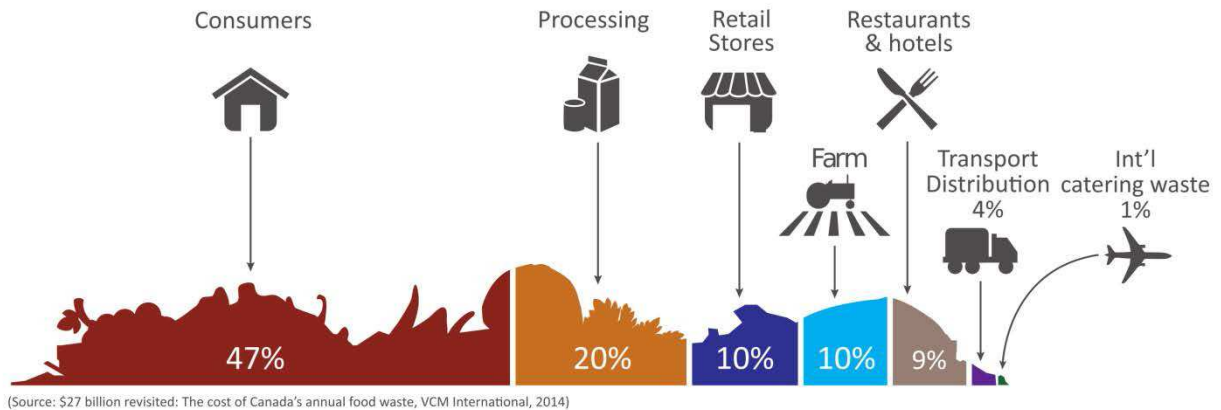 Consumers
Processing
Retail
Stores
Restaurants
& hotels
Farm
Transport
Distribution
4%
Int'l
catering waste
1%
47%
20%
10%
10%
9%
(Source: $27 billion revisited: The cost of Canada's annual food waste, VCM International, 2014)